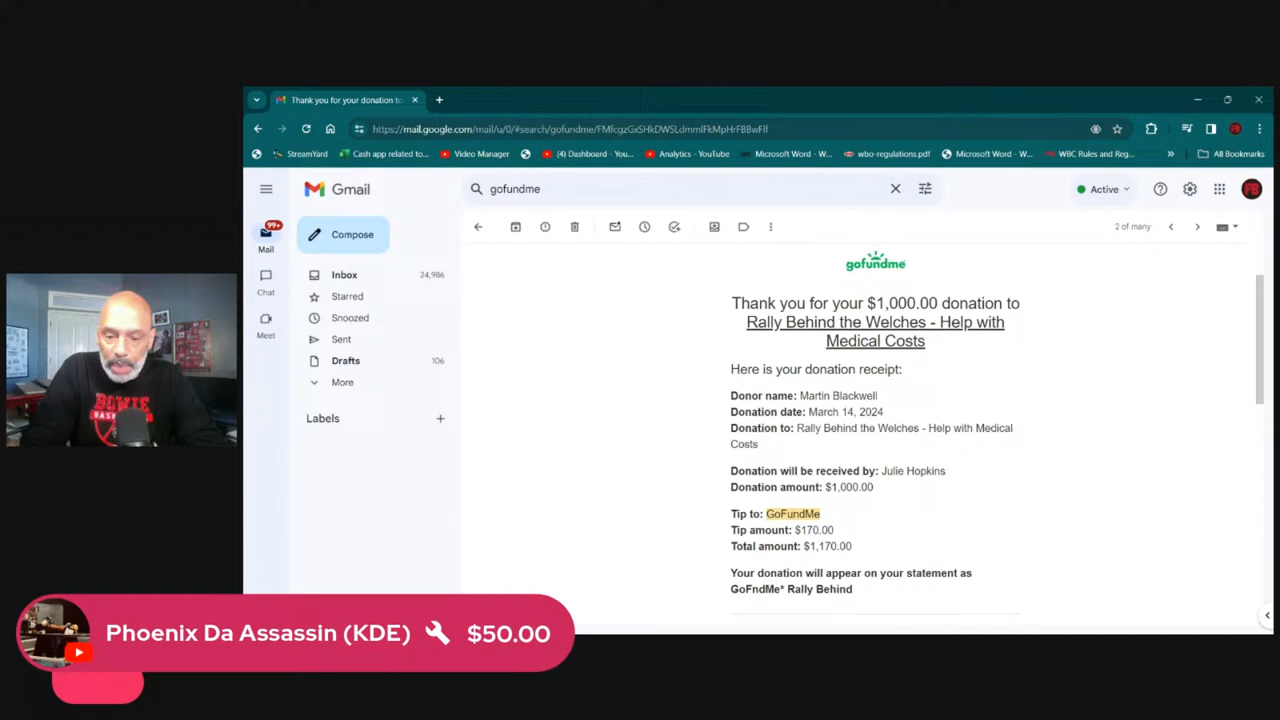 Thank you for your donation to
https://mail.google.com/mail/u/0/#search/gofundme/FMfcgzGxSHkDWSLdmmlFkMpHrFBBwFlf
StreamYard
Cash app related to...
Video Manager
(4) Dashboard - You...
Analytics - YouTube
Microsoft Word - W...
wbo-regulations.pdf
Microsoft Word - W...
WBC Rules and Reg...
All Bookmarks
Gmail
gofundme
Active
FB
99+
Mail
Compose
2 of many
Chat
Inbox 24,986
Starred
Meet
Snoozed
Sent
Drafts 106
More
Labels
gofundme
Thank you for your $1,000.00 donation to
Rally Behind the Welches - Help with
Medical Costs
Here is your donation receipt:
Donor name: Martin Blackwell
Donation date: March 14, 2024
Donation to: Rally Behind the Welches - Help with Medical
Costs
Donation will be received by: Julie Hopkins
Donation amount: $1,000.00
Tip to: GoFundMe
Tip amount: $170.00
Total amount: $1,170.00
Your donation will appear on your statement as
GoFndMe* Rally Behind
BOWIE
Phoenix Da Assassin (KDE) $50.00